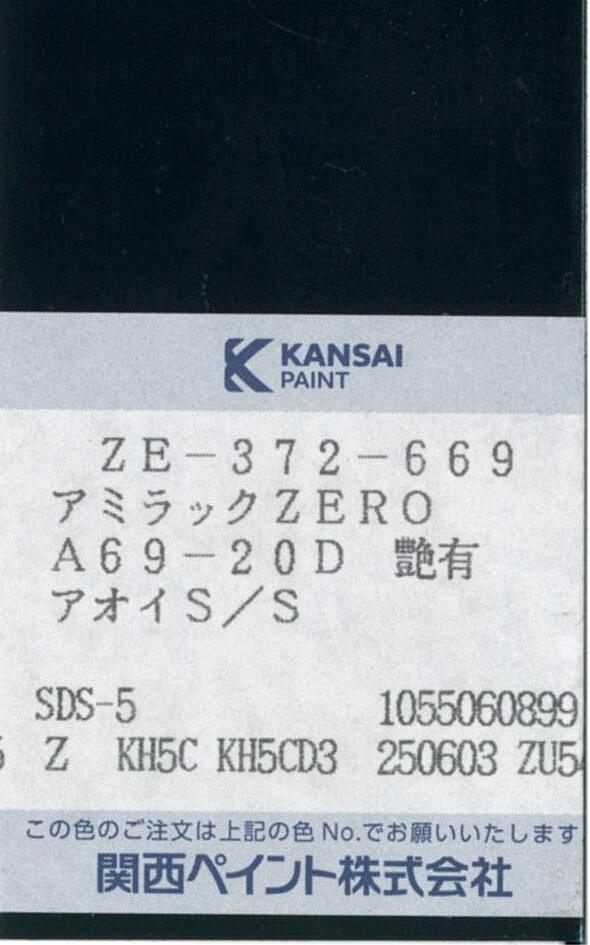 KANSAI
PAINT
ZE-372-669
アミラックZERO
A69-20D 艶有
アオイS/S
SDS-5 1055060899
Z KH5C KH5CD3 250603 ZU5
この色のご注文は上記の色No.でお願いいたします
関西ペイント株式会社